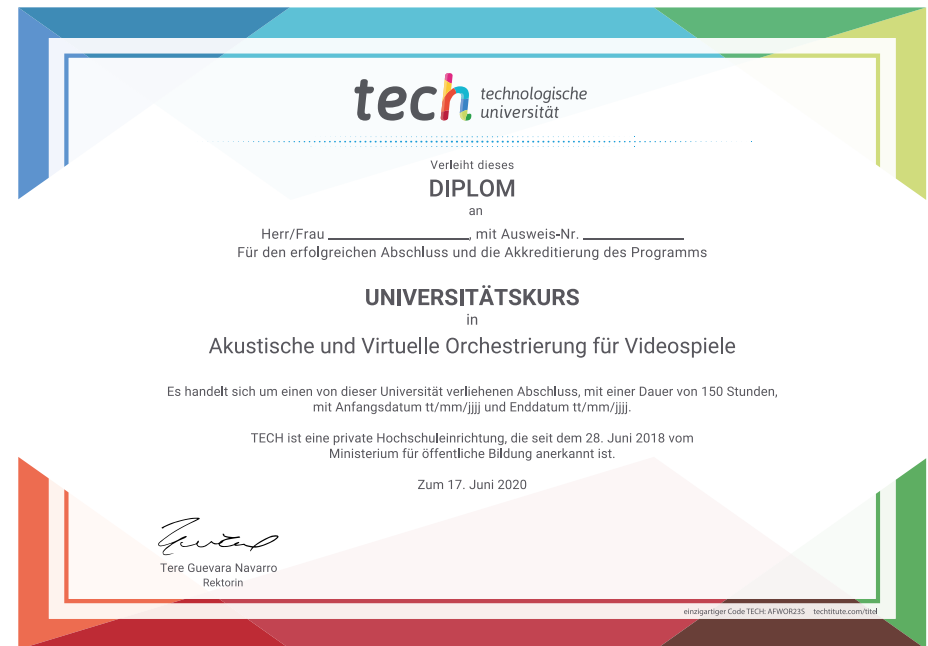 tech technologische
universität
Verleiht dieses
DIPLOM
an
Herr/Frau ____________________, mit Ausweis-Nr. ______________
Für den erfolgreichen Abschluss und die Akkreditierung des Programms
UNIVERSITÄTSKURS
in
Akustische und Virtuelle Orchestrierung für Videospiele
Es handelt sich um einen von dieser Universität verliehenen Abschluss, mit einer Dauer von 150 Stunden,
mit Anfangsdatum tt/mm/jjjj und Enddatum tt/mm/jjjj.
TECH ist eine private Hochschuleinrichtung, die seit dem 28. Juni 2018 vom
Ministerium für öffentliche Bildung anerkannt ist.
Zum 17. Juni 2020
Tere Guevara Navarro
Rektorin
einzigartiger Code TECH: AFWOR23S techtitute.com/titel